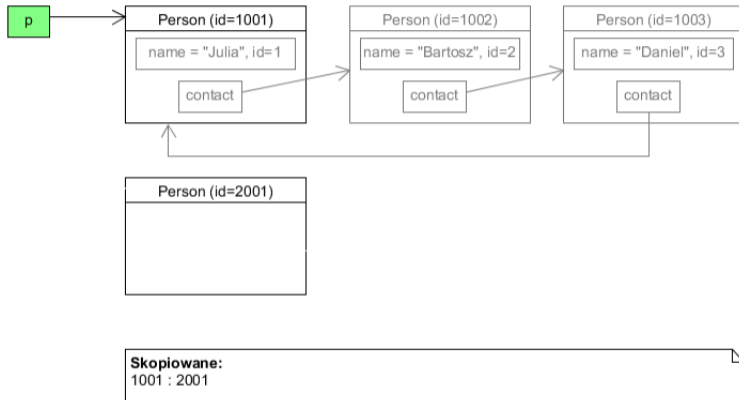 p
Person (id=1001)
Person (id=1002)
Person (id=1003)
name = "Julia", id=1
name = "Bartosz", id=2
name = "Daniel", id=3
contact
contact
contact
Person (id=2001)
Skopiowane:
1001 : 2001